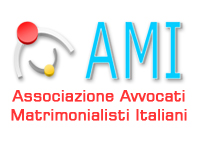 AMI
Associazione Avvocati
Matrimonialisti Italiani